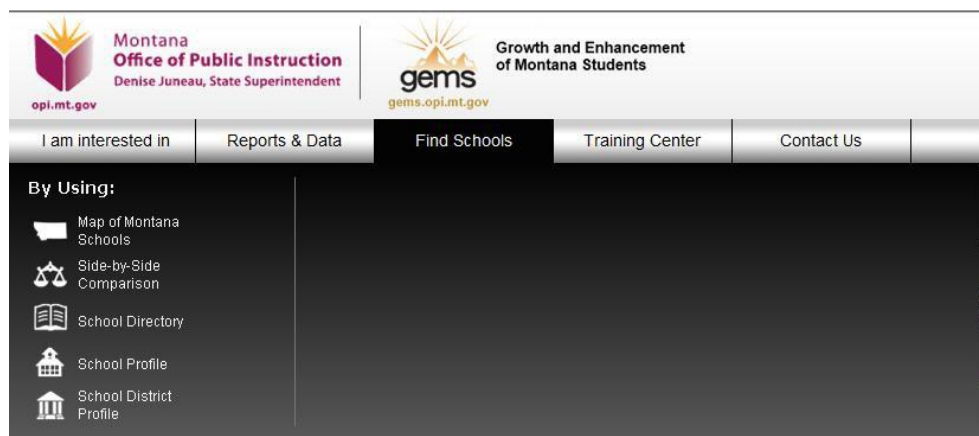 Montana
Office of Public Instruction
Denise Juneau, State Superintendent
opi.mt.gov
gems
gems.opi.mt.gov
Growth and Enhancement
of Montana Students
I am interested in
Reports & Data
Find Schools
Training Center
Contact Us
By Using:
Map of Montana
Schools
Side-by-Side
Comparison
School Directory
School Profile
School District
Profile